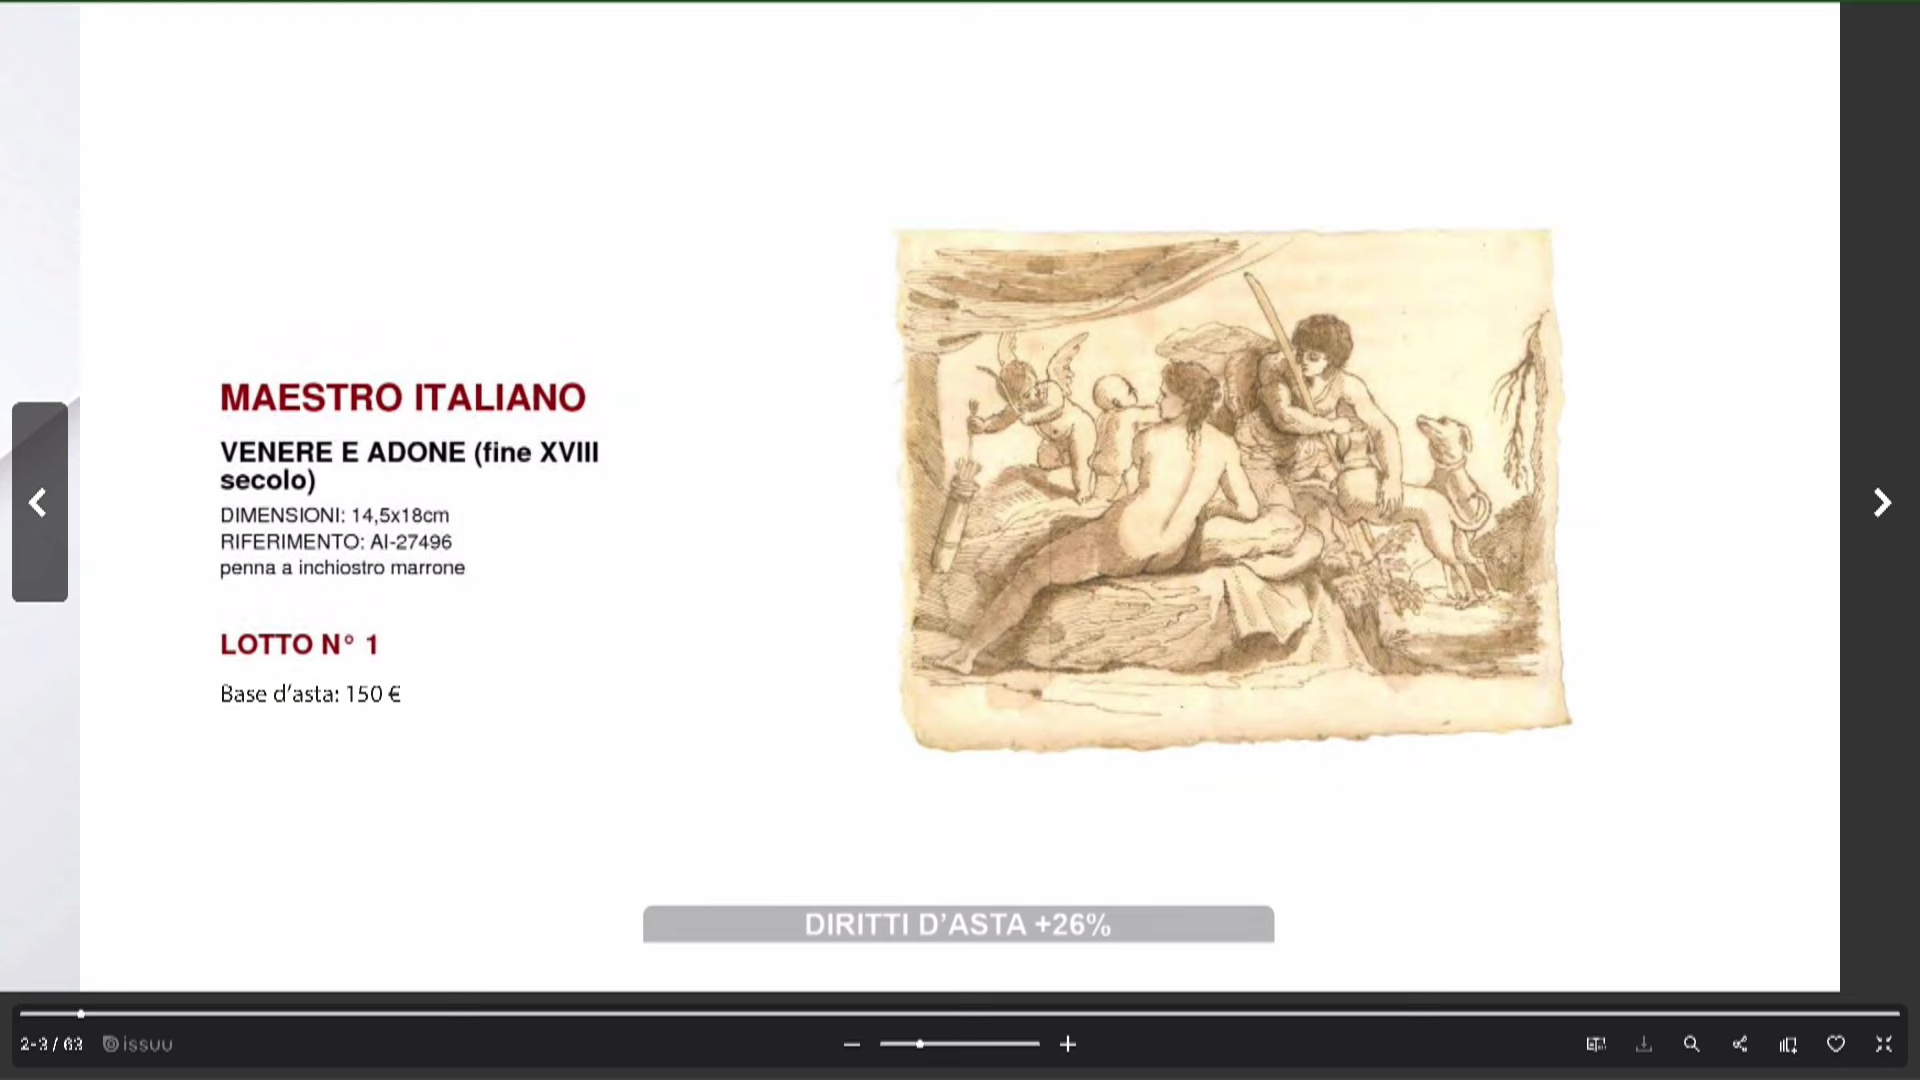 MAESTRO ITALIANO
VENERE E ADONE (fine XVIII
secolo)
DIMENSIONI: 14,5x18cm
RIFERIMENTO: AI-27496
penna a inchiostro marrone
LOTTO N° 1
Base d'asta: 150 €
DIRITTI D'ASTA +26%
2-3 / 63
issuu